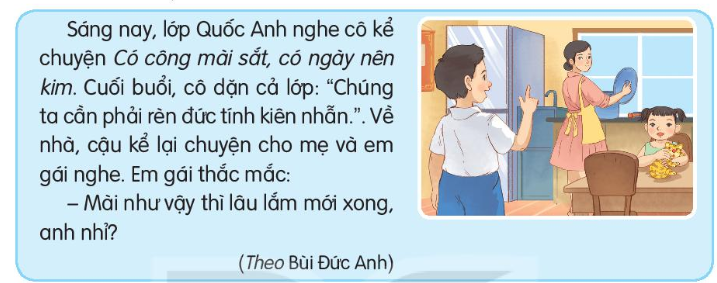 Sáng nay, lớp Quốc Anh nghe cô kể
chuyện Có công mài sắt, có ngày nên
kim. Cuối buổi, cô dặn cả lớp: “Chúng
ta cần phải rèn đức tính kiên nhẫn.”. Về
nhà, cậu kể lại chuyện cho mẹ và em
gái nghe. Em gái thắc mắc:
– Mài như vậy thì lâu lắm mới xong,
anh nhỉ?
(Theo Bùi Đức Anh)